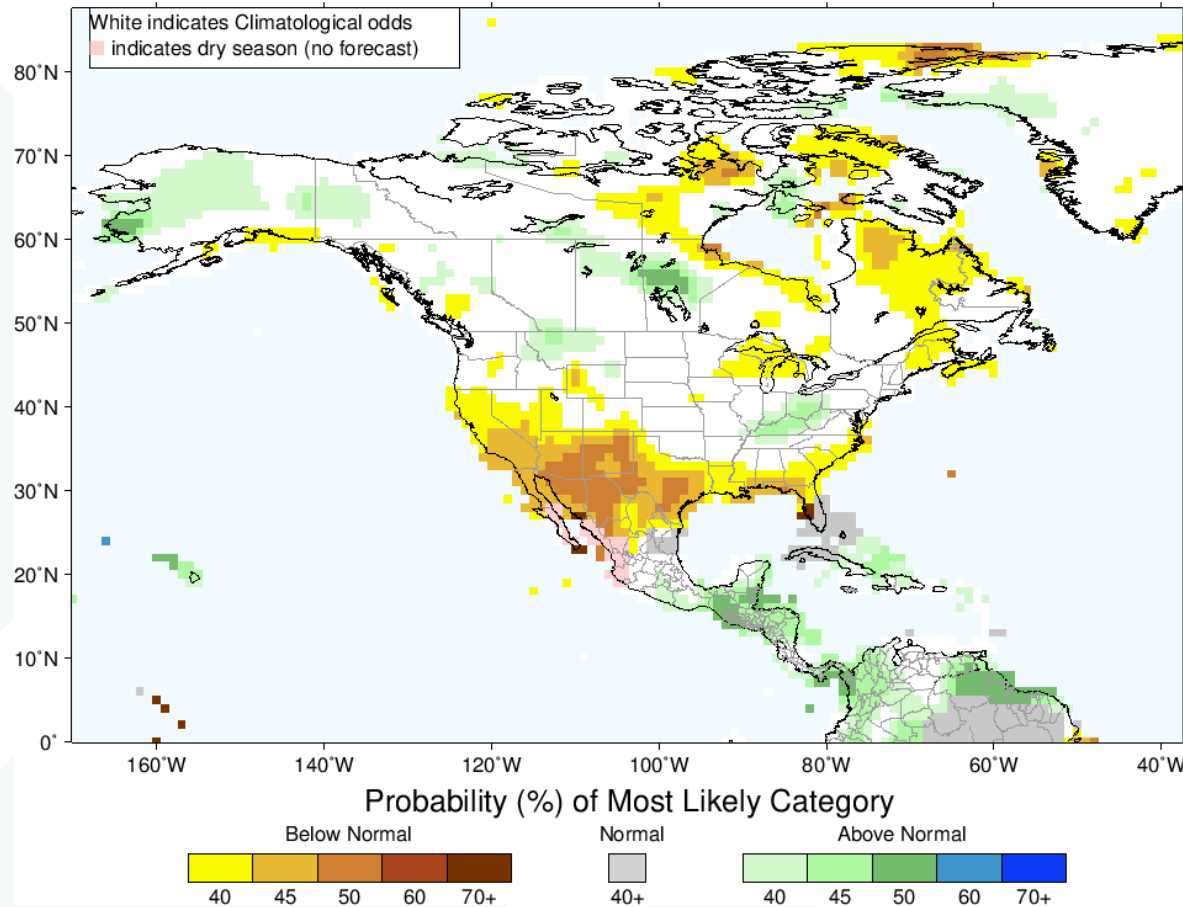 White indicates Climatological odds
indicates dry season (no forecast)
80°N
70°N
60°N
50°N
40°N
30°N
20°N
10°N
0°
160°W 140°W 120°W 100°W 80°W 60°W 40°W
Probability (%) of Most Likely Category
Below Normal Normal Above Normal
40 45 50 60 70+ 40+ 40 45 50 60 70+